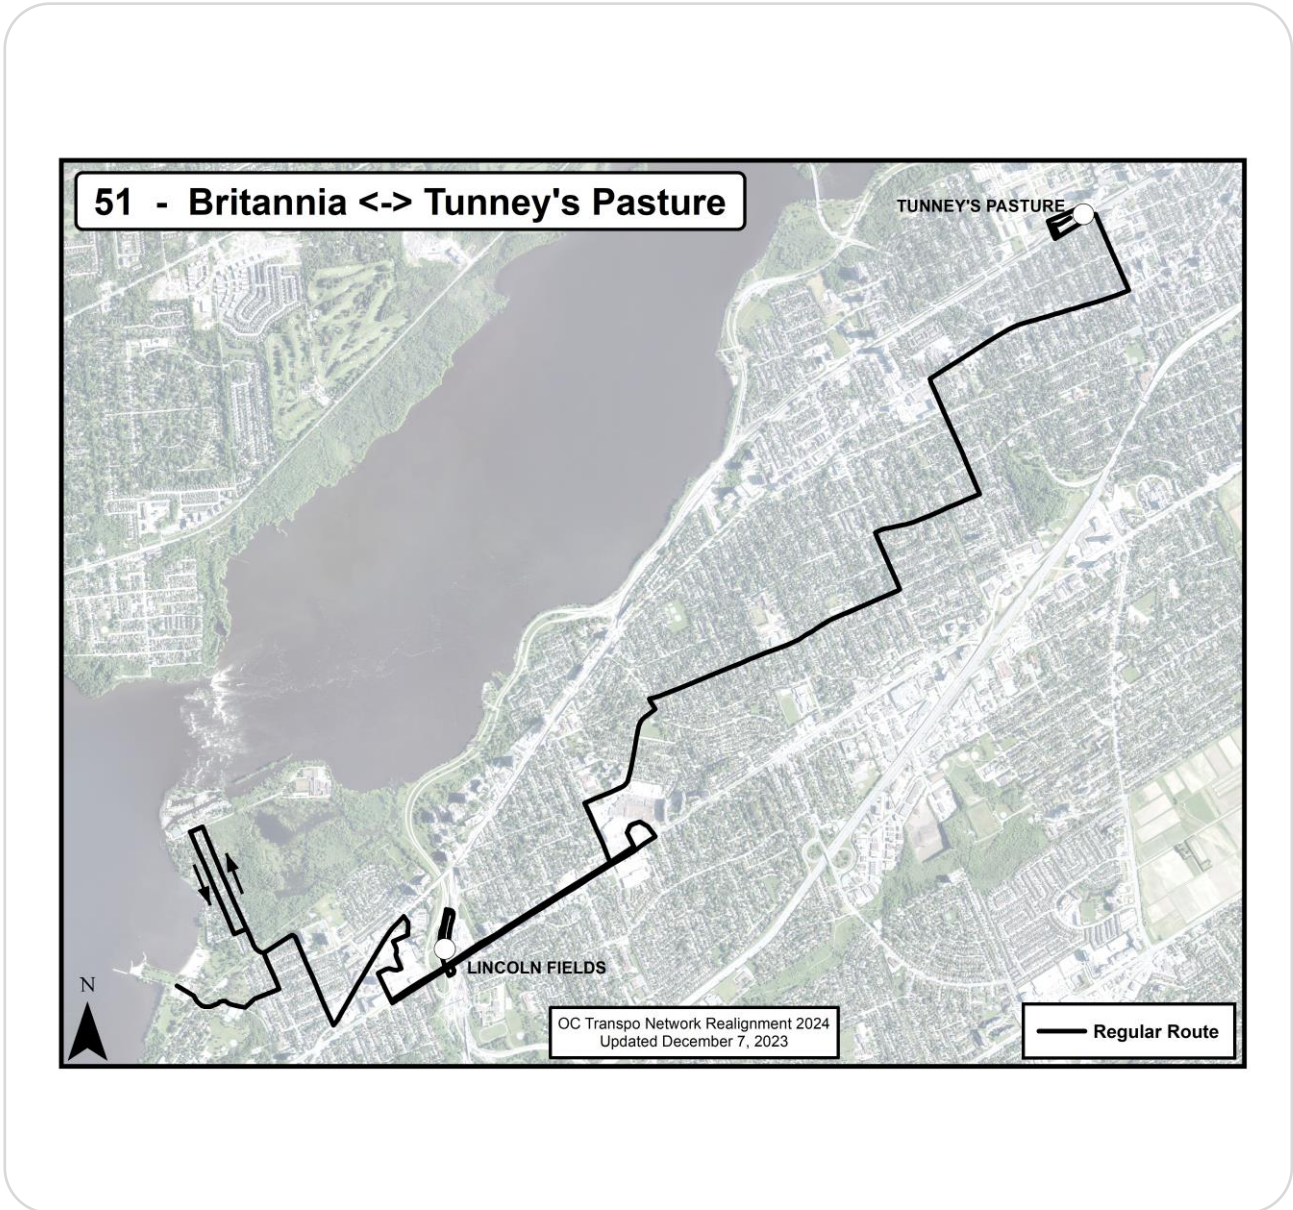 51 - Britannia <-> Tunney's Pasture
TUNNEY'S PASTURE
LINCOLN FIELDS
N
OC Transpo Network Realignment 2024
Updated December 7, 2023
Regular Route